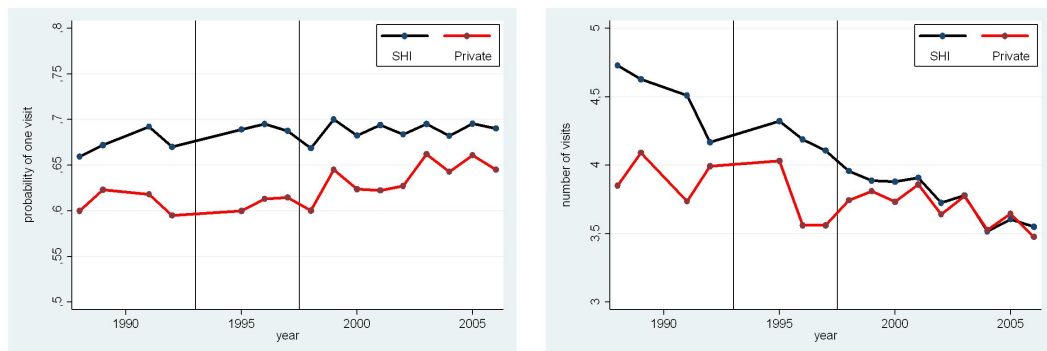 SHI Private
probability of one visit
,8
,75
,7
,65
,6
,55
,5
1990 1995 2000 2005
year
SHI Private
number of visits
5
4,5
4
3,5
3
1990 1995 2000 2005
year